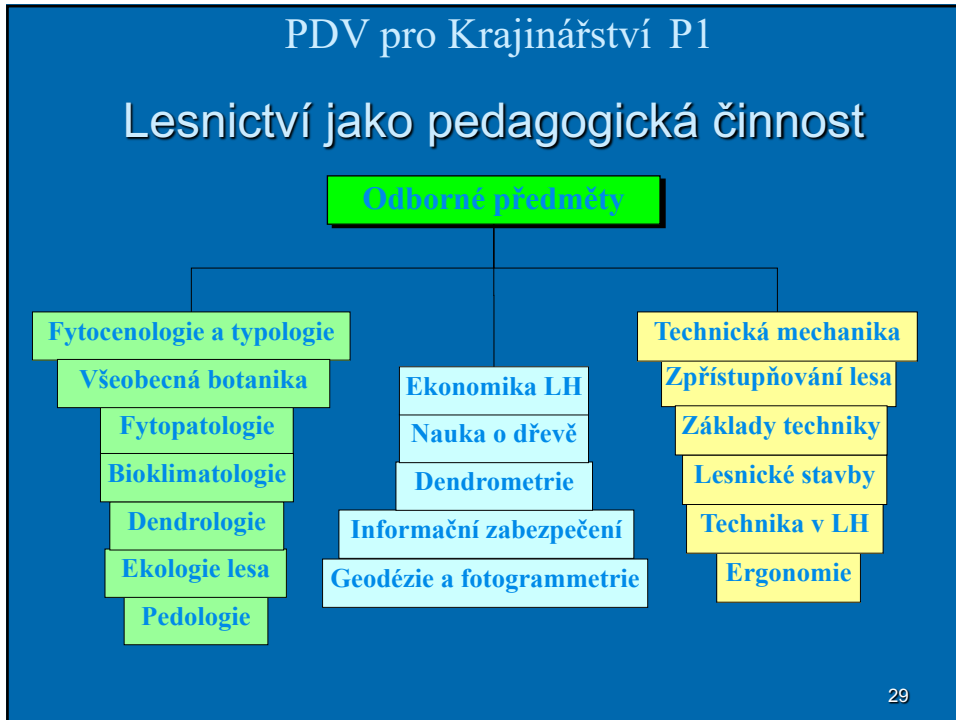 PDV pro Krajinářství P1
Lesnictví jako pedagogická činnost
Odborné předměty
Fytocenologie a typologie
Všeobecná botanika
Fytopatologie
Bioklimatologie
Dendrologie
Ekologie lesa
Pedologie
Ekonomika LH
Nauka o dřevě
Dendrometrie
Informační zabezpečení
Geodézie a fotogrammetrie
Technická mechanika
Zpřístupňování lesa
Základy techniky
Lesnické stavby
Technika v LH
Ergonomie
29